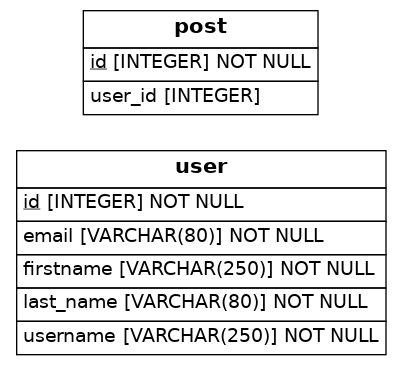 post
id [INTEGER] NOT NULL
user_id [INTEGER]
user
id [INTEGER] NOT NULL
email [VARCHAR(80)] NOT NULL
firstname [VARCHAR(250)] NOT NULL
last_name [VARCHAR(80)] NOT NULL
username [VARCHAR(250)] NOT NULL